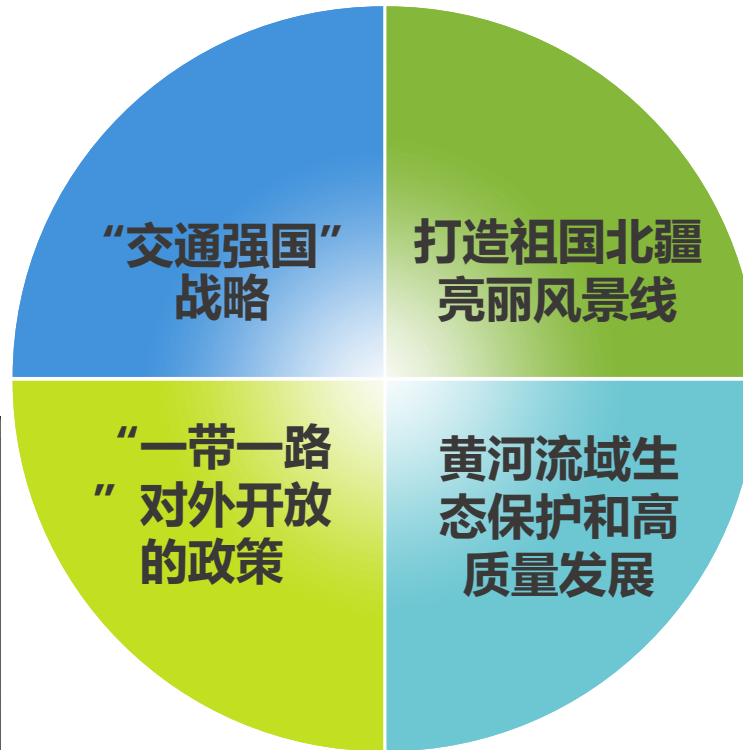 “交通强国”
战略
打造祖国北疆
亮丽风景线
“一带一路
”对外开放
的政策
黄河流域生
态保护和高
质量发展